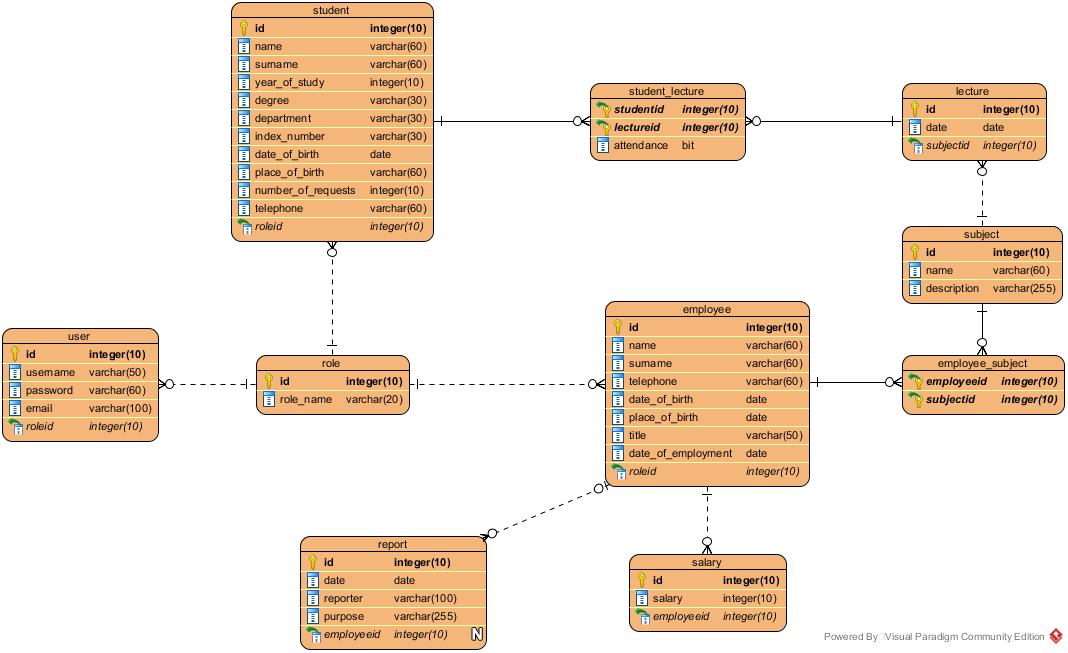 student
id integer(10)
name varchar(60)
surname varchar(60)
year_of_study integer(10)
degree varchar(30)
department varchar(30)
index_number varchar(30)
date_of_birth date
place_of_birth varchar(60)
number_of_requests integer(10)
telephone varchar(60)
roleid integer(10)
student_lecture
studentid integer(10)
lectureid integer(10)
attendance bit
lecture
id integer(10)
date date
subjectid integer(10)
subject
id integer(10)
name varchar(60)
description varchar(255)
user
id integer(10)
username varchar(50)
password varchar(60)
email varchar(100)
roleid integer(10)
role
id integer(10)
role_name varchar(20)
employee
id integer(10)
name varchar(60)
surname varchar(60)
telephone varchar(60)
date_of_birth date
place_of_birth date
title varchar(50)
date_of_employment date
roleid integer(10)
employee_subject
employeeid integer(10)
subjectid integer(10)
report
id integer(10)
date date
reporter varchar(100)
purpose varchar(255)
employeeid integer(10) N
salary
id integer(10)
salary integer(10)
employeeid integer(10)
Powered By Visual Paradigm Community Edition